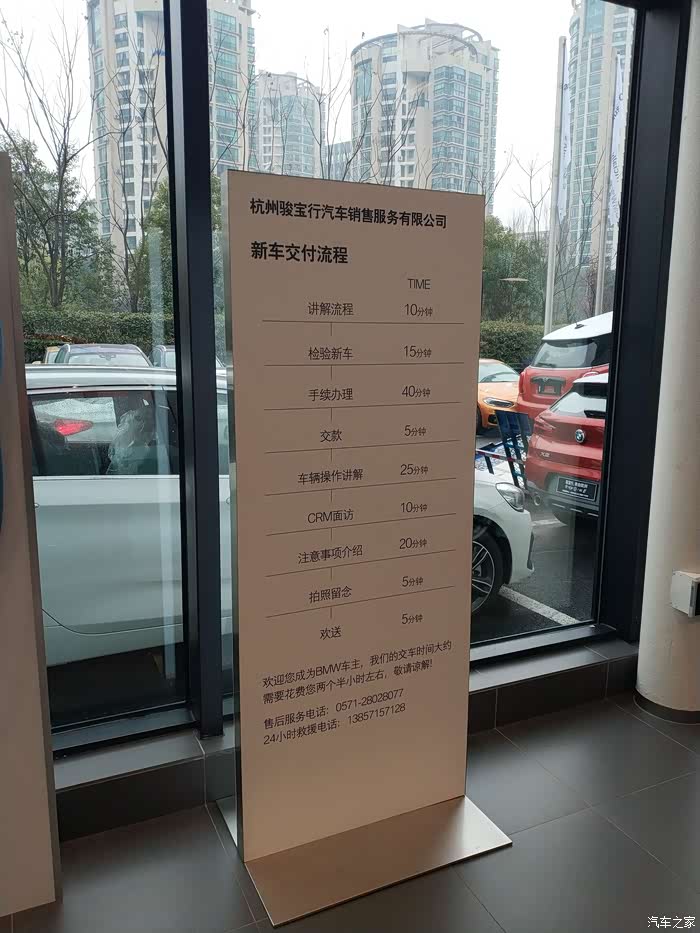 杭州骏宝行汽车销售服务有限公司
新车交付流程
TIME
讲解流程 10分钟
检验新车 15分钟
手续办理 40分钟
交款 5分钟
车辆操作讲解 25分钟
CRM面访 10分钟
注意事项介绍 20分钟
拍照留念 5分钟
欢送 5分钟
欢迎您成为BMW车主，我们的交车时间大约
需要花费您两个半小时左右，敬请谅解!
售后服务电话：0571-28028077
24小时救援电话：13857157128
汽车之家